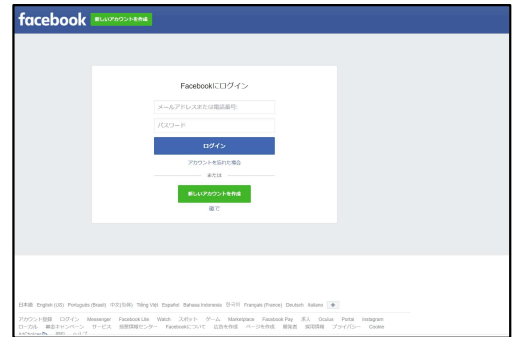 facebook
新しいアカウントを作成
Facebookにログイン
メールアドレスまたは電話番号
パスワード
ログイン
アカウントを忘れた場合
または
新しいアカウントを作成
後で
日本語 English (US) Português (Brasil) 中文(简体) Tiếng Việt Español Bahasa Indonesia 한국어 Français (France) Deutsch Italiano
アカウント登録 ログイン Messenger Facebook Lite Watch スポット ゲーム Marketplace Facebook Pay 求人 Oculus Portal Instagram
ローカル 募金キャンペーン サービス 投票情報センター Facebookについて 広告を作成 ページを作成 開発者 採用情報 プライバシー Cookie
AdChoices 規約 ヘルプ